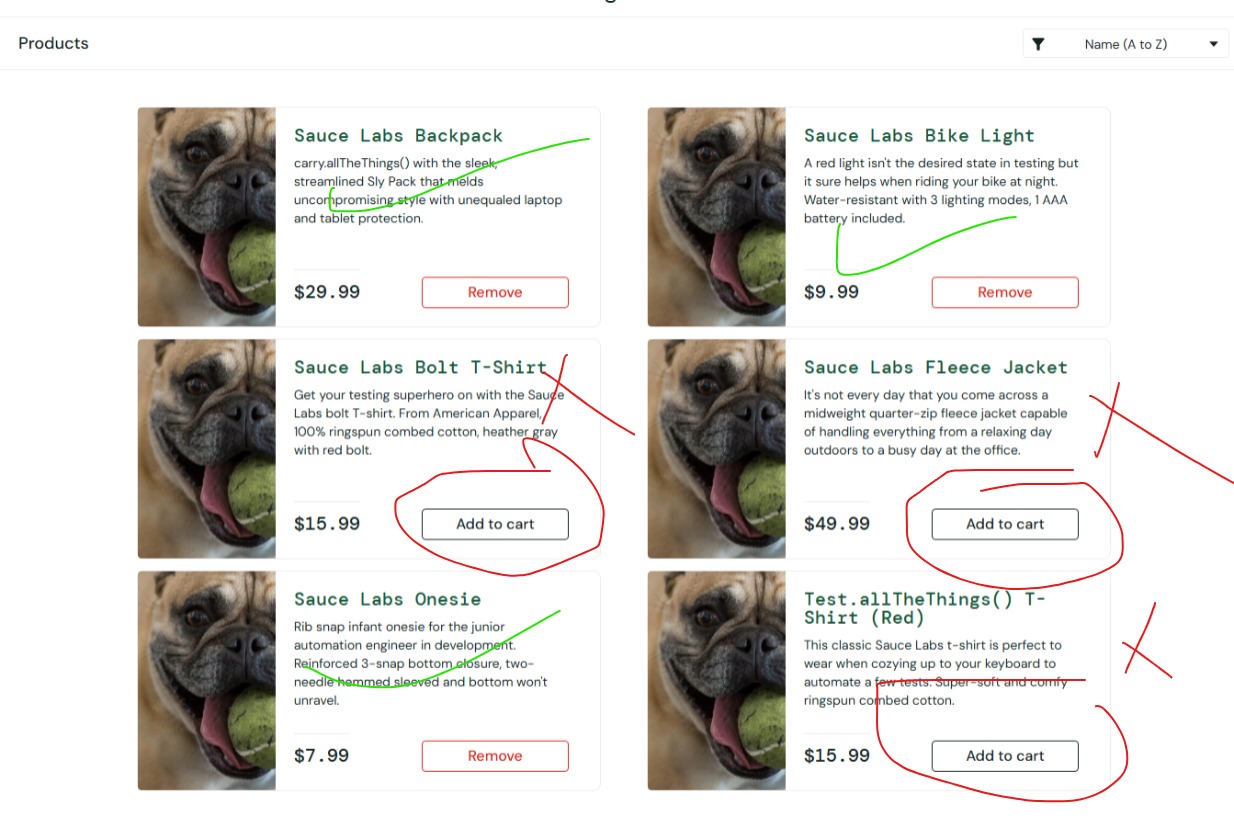 Products
Name (A to Z)
Sauce Labs Backpack
carry.allTheThings() with the sleek,
streamlined Sly Pack that melds
uncompromising style with unequaled laptop
and tablet protection.
$29.99
Remove
Sauce Labs Bike Light
A red light isn't the desired state in testing but
it sure helps when riding your bike at night.
Water-resistant with 3 lighting modes, 1 AAA
battery included.
$9.99
Remove
Sauce Labs Bolt T-Shirt
Get your testing superhero on with the Sauce
Labs bolt T-shirt. From American Apparel,
100% ringspun combed cotton, heather gray
with red bolt.
$15.99
Add to cart
Sauce Labs Fleece Jacket
It's not every day that you come across a
midweight quarter-zip fleece jacket capable
of handling everything from a relaxing day
outdoors to a busy day at the office.
$49.99
Add to cart
Sauce Labs Onesie
Rib snap infant onesie for the junior
automation engineer in development.
Reinforced 3-snap bottom closure, two-
needle hemmed sleeved and bottom won't
unravel.
$7.99
Remove
Test.allTheThings() T-
Shirt (Red)
This classic Sauce Labs t-shirt is perfect to
wear when cozying up to your keyboard to
automate a few tests. Super-soft and comfy
ringspun combed cotton.
$15.99
Add to cart